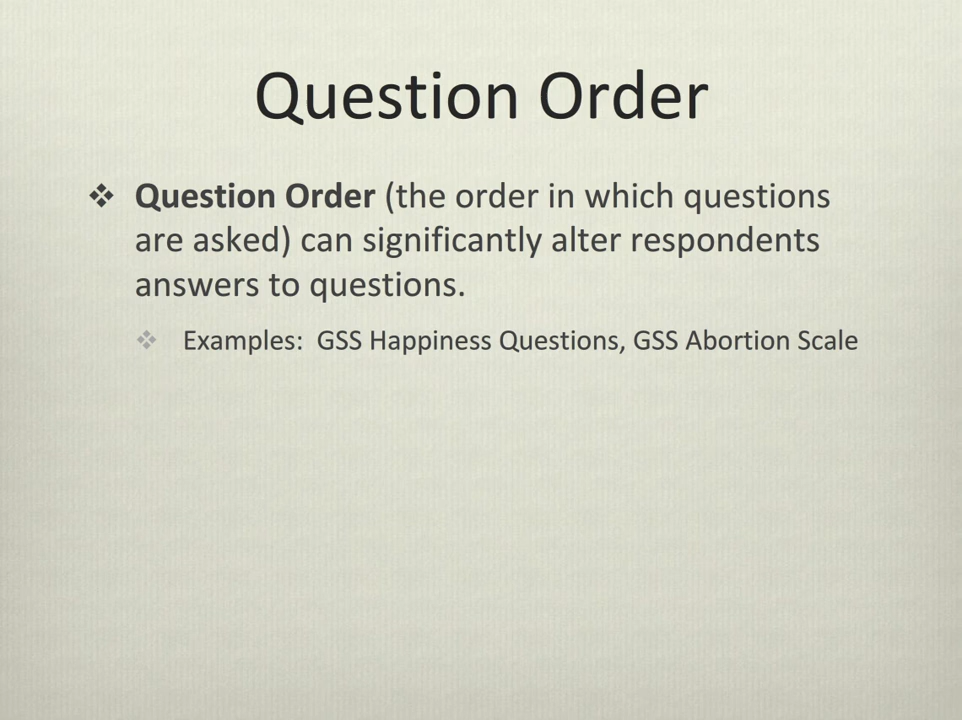 Question Order
❖ Question Order (the order in which questions
are asked) can significantly alter respondents
answers to questions.
❖ Examples:  GSS Happiness Questions, GSS Abortion Scale